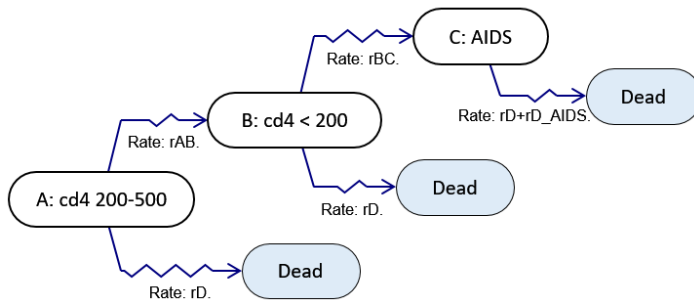 C: AIDS
Rate: rBC.
Dead
Rate: rD+rD_AIDS.
B: cd4 < 200
Rate: rAB.
Dead
Rate: rD.
A: cd4 200-500
Dead
Rate: rD.